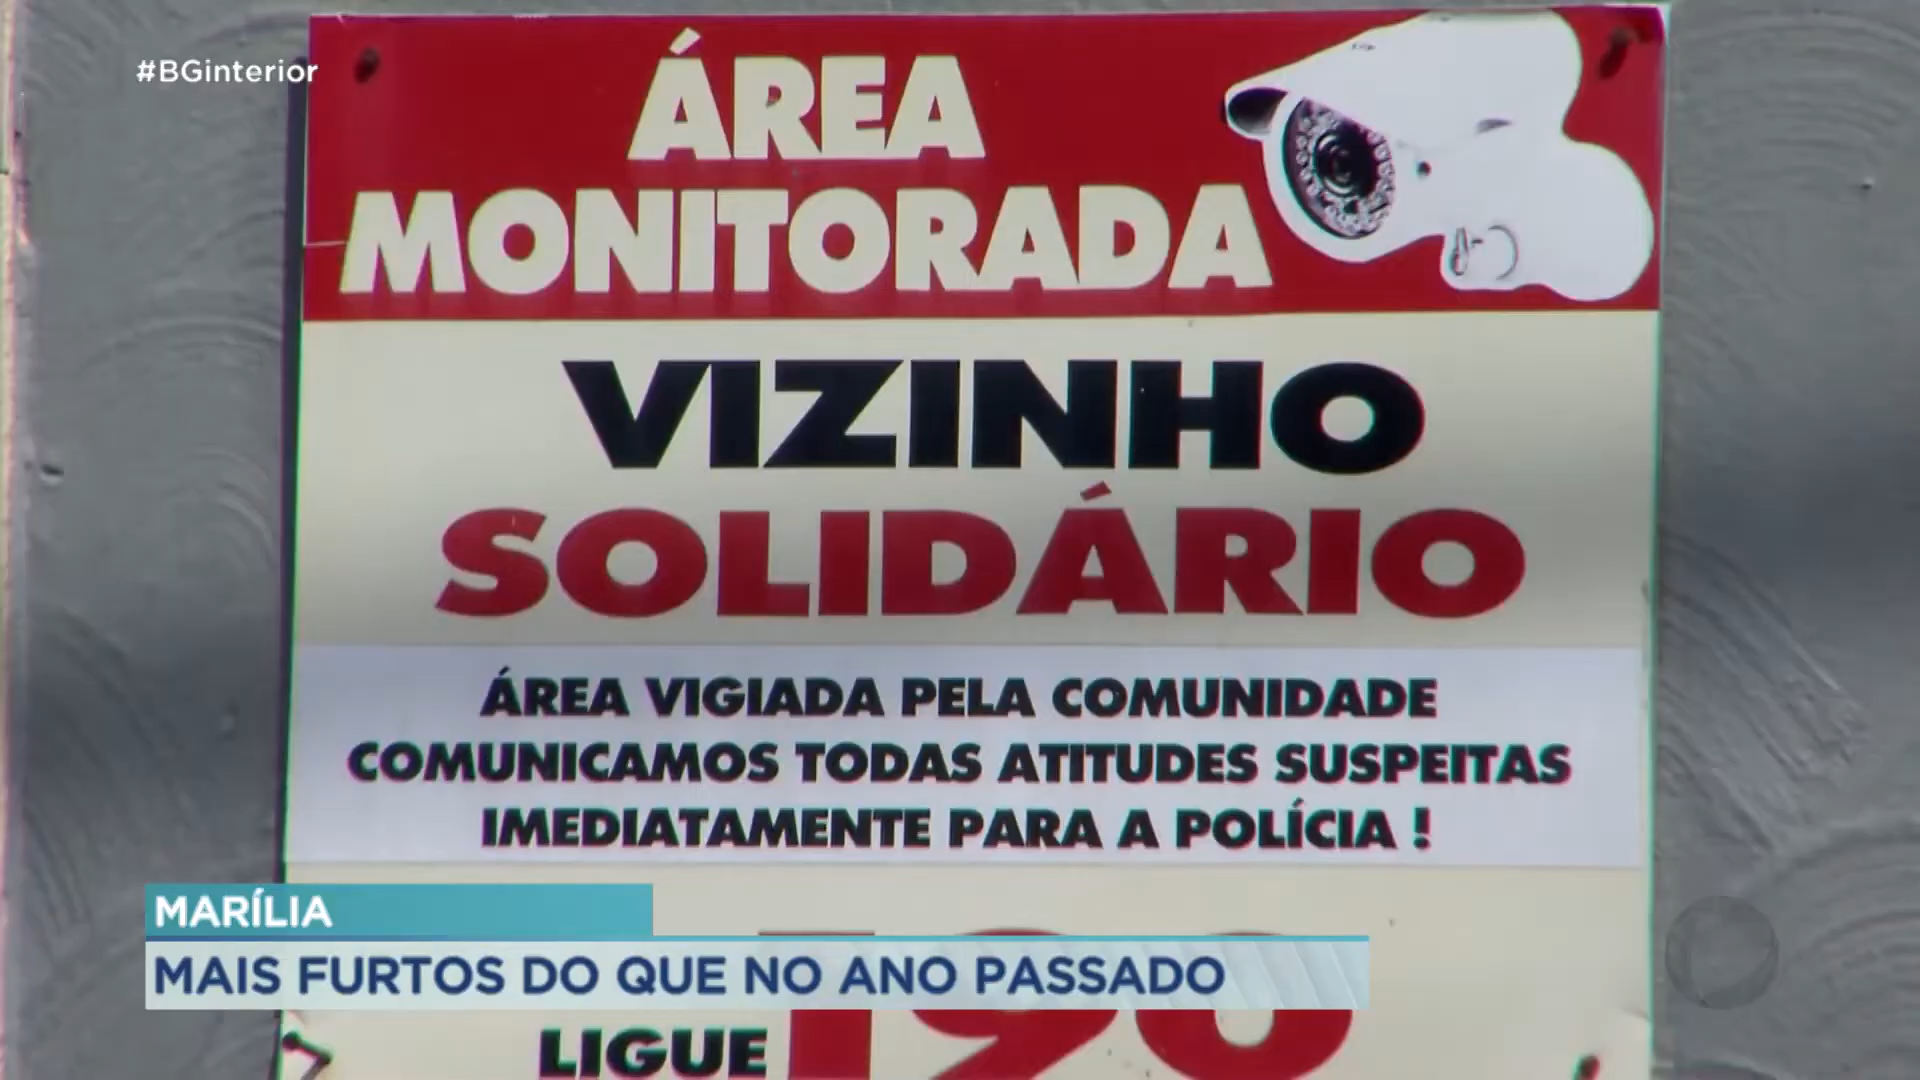 #BGinterior
ÁREA
MONITORADA
VIZINHO
SOLIDÁRIO
ÁREA VIGIADA PELA COMUNIDADE
COMUNICAMOS TODAS ATITUDES SUSPEITAS
IMEDIATAMENTE PARA A POLÍCIA !
MARÍLIA
MAIS FURTOS DO QUE NO ANO PASSADO
LIGUE 190